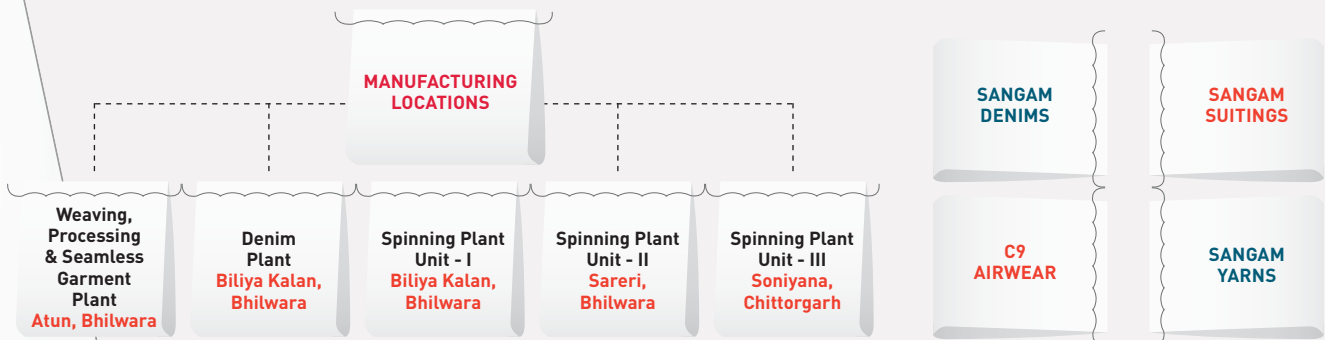 MANUFACTURING
LOCATIONS
Weaving,
Processing
& Seamless
Garment
Plant
Atun, Bhilwara
Denim
Plant
Biliya Kalan,
Bhilwara
Spinning Plant
Unit - I
Biliya Kalan,
Bhilwara
Spinning Plant
Unit - II
Sareri,
Bhilwara
Spinning Plant
Unit - III
Soniyana,
Chittorgarh
SANGAM
DENIMS
SANGAM
SUITINGS
C9
AIRWEAR
SANGAM
YARNS